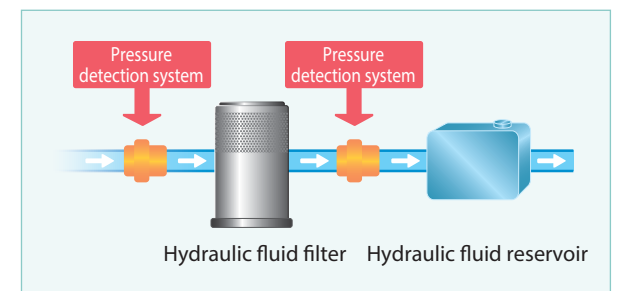 Pressure
detection system
Pressure
detection system
Hydraulic fluid filter
Hydraulic fluid reservoir